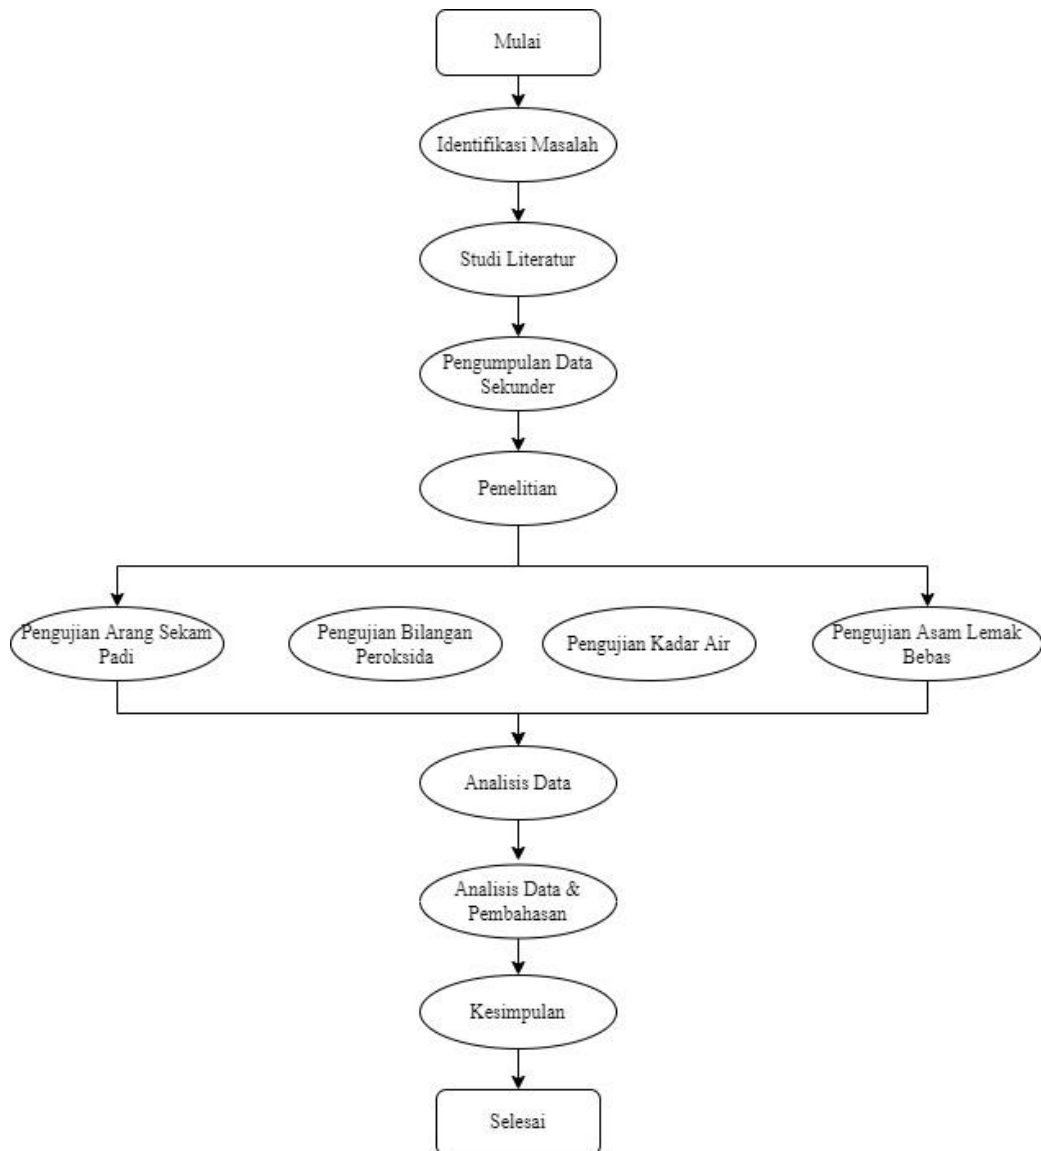 Mulai
Identifikasi Masalah
Studi Literatur
Pengumpulan Data
Sekunder
Penelitian
Pengujian Arang Sekam
Padi
Pengujian Bilangan
Peroksida
Pengujian Kadar Air
Pengujian Asam Lemak
Bebas
Analisis Data
Analisis Data &
Pembahasan
Kesimpulan
Selesai